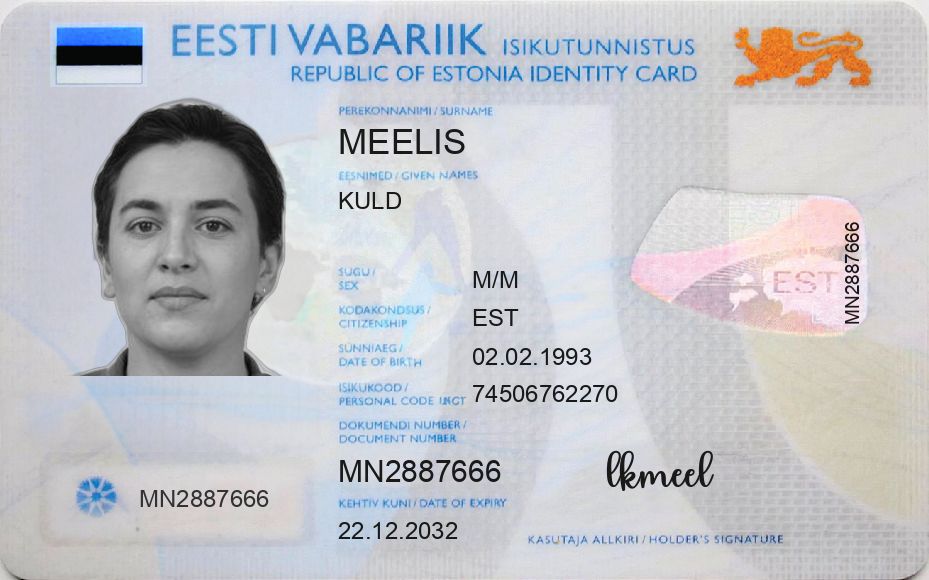 EESTI VABARIIK ISIKUTUNNISTUS
REPUBLIC OF ESTONIA IDENTITY CARD
PEREKONNANIMI / SURNAME
MEELIS
EESNIMED / GIVEN NAMES
KULD
SUGU /
SEX
M/M
KODAKONDSUS /
CITIZENSHIP
EST
SÜNNIAEG /
DATE OF BIRTH
02.02.1993
ISIKUKOOD /
PERSONAL CODE
74506762270
DOKUMENDI NUMBER /
DOCUMENT NUMBER
MN2887666
KEHTIV KUNI / DATE OF EXPIRY
22.12.2032
MN2887666
EST
MN2887666
lkmeel
KASUTAJA ALLKIRI / HOLDER'S SIGNATURE